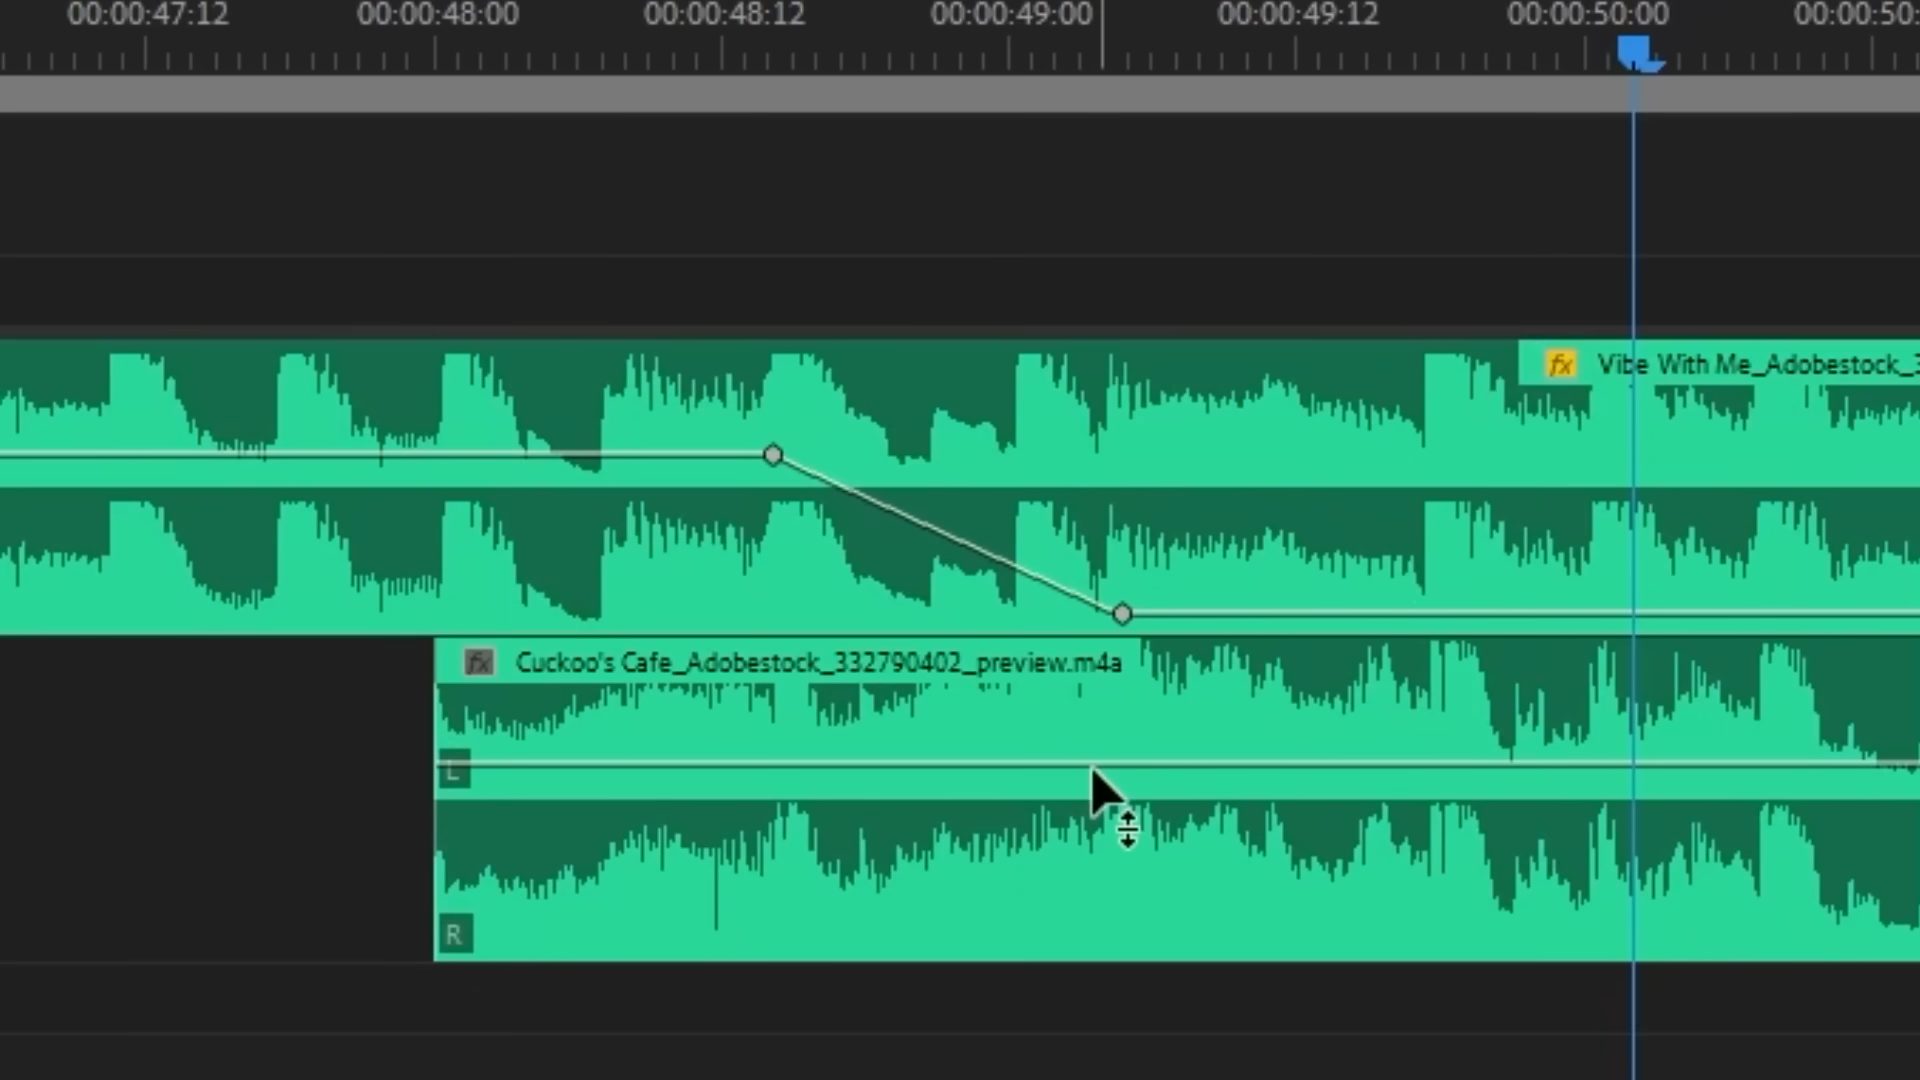 00:00:47:12 00:00:48:00 00:00:48:12 00:00:49:00 00:00:49:12 00:00:50:00 00:00:50:
fx Vibe With Me_Adobestock_3
fx Cuckoo's Cafe_Adobestock_332790402_preview.m4a
L
R